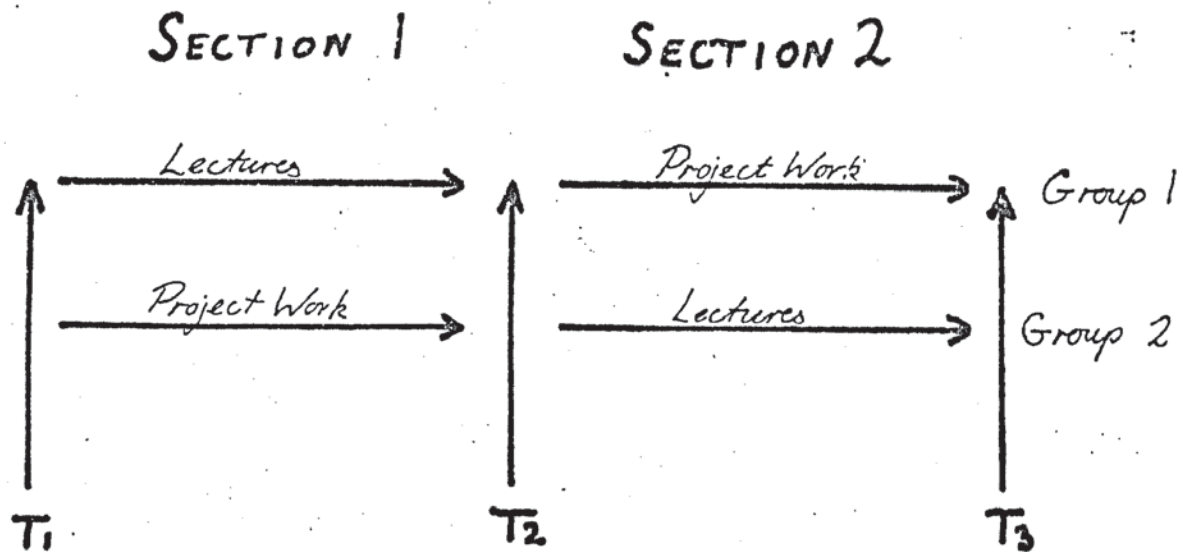 SECTION 1 SECTION 2
Lectures Project Work Group 1
Project Work Lectures Group 2
T1 T2 T3